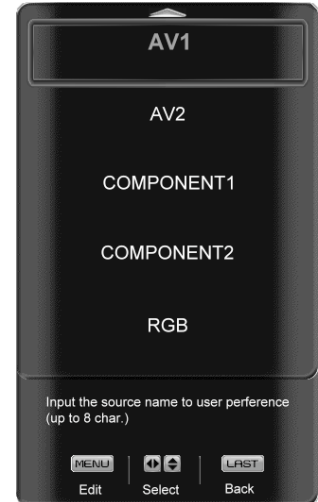 AV1
AV2
COMPONENT1
COMPONENT2
RGB
Input the source name to user perference
(up to 8 char.)
MENU LAST
Edit Select Back